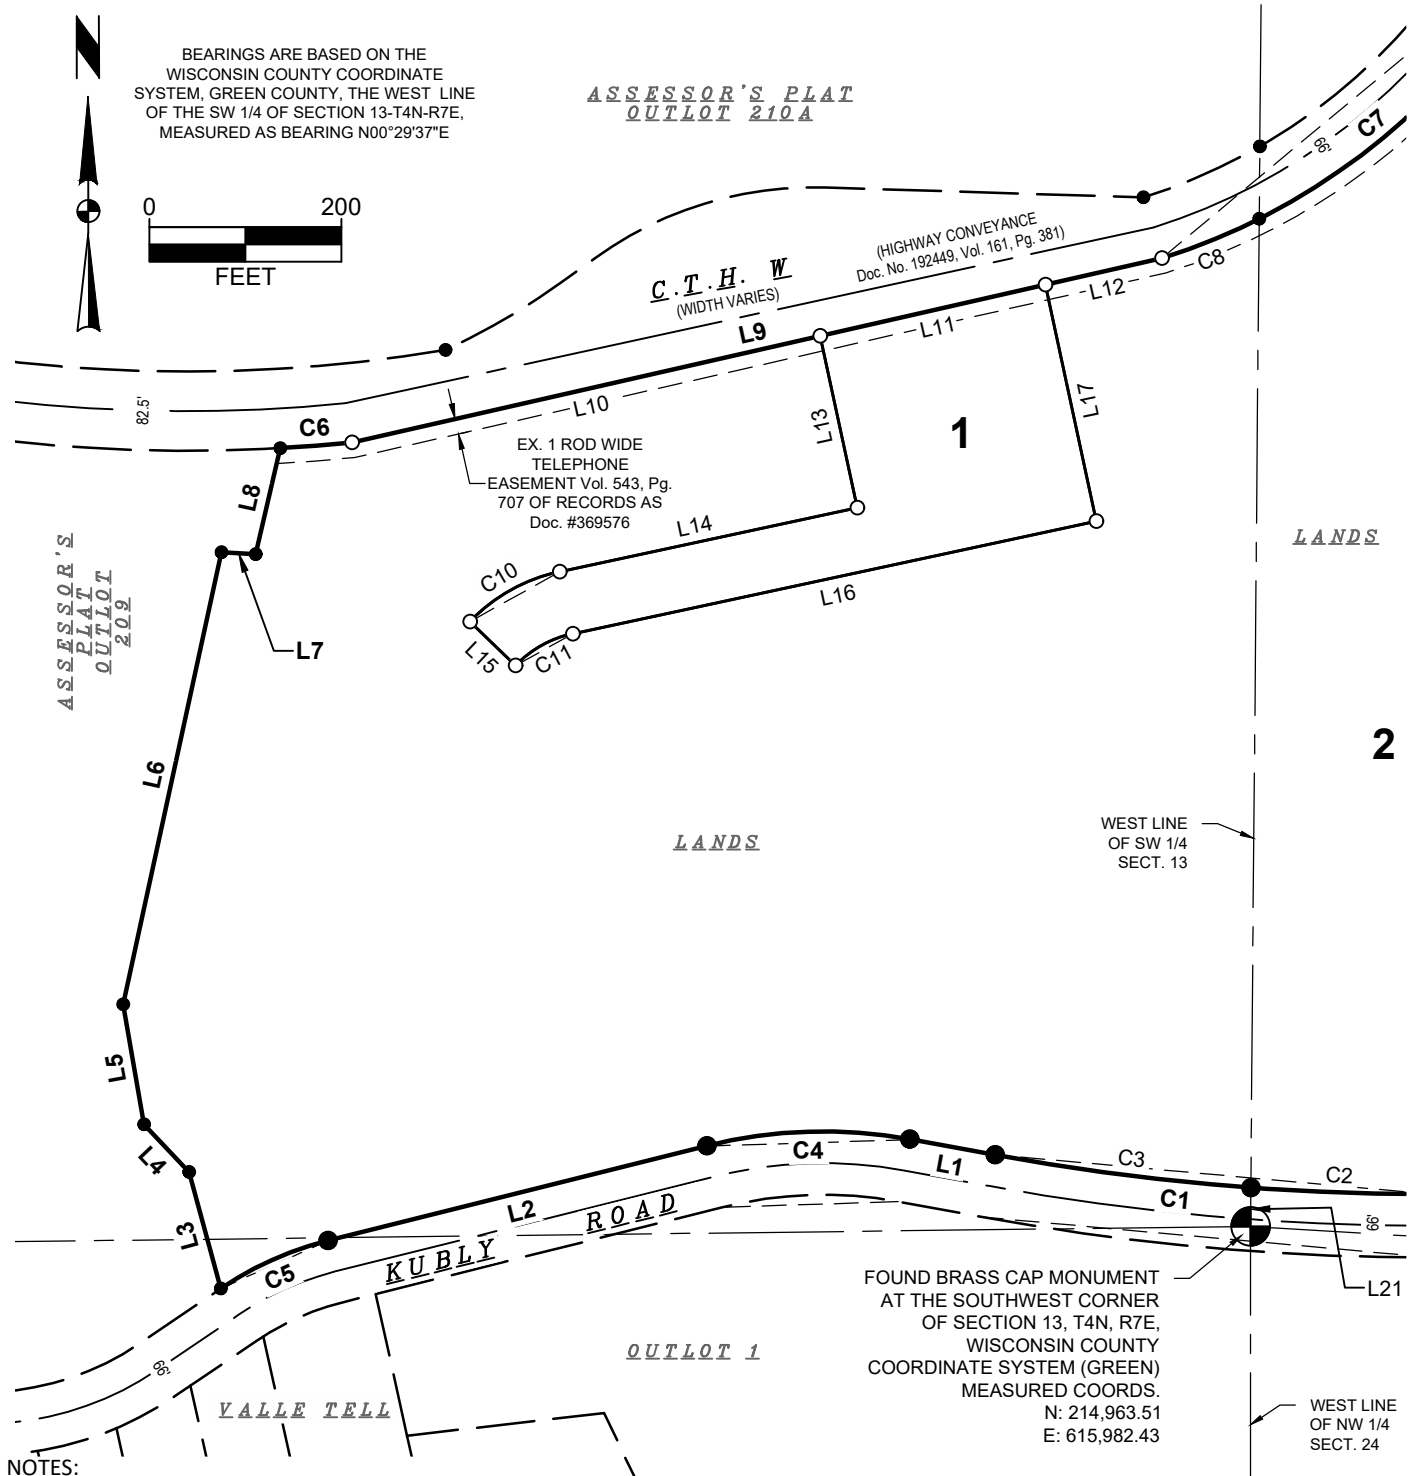 N
BEARINGS ARE BASED ON THE
WISCONSIN COUNTY COORDINATE
SYSTEM, GREEN COUNTY, THE WEST LINE
OF THE SW 1/4 OF SECTION 13-T4N-R7E,
MEASURED AS BEARING N00°29'37"E
0 200
FEET
ASSESSOR'S PLAT
OUTLOT 210A
C7
66'
(HIGHWAY CONVEYANCE
Doc. No. 192449, Vol. 161, Pg. 381)
C8
C.T.H. W
(WIDTH VARIES)
L12
L9
L11
82.5'
C6
L10
L13
L17
1
EX. 1 ROD WIDE
TELEPHONE
EASEMENT Vol. 543, Pg.
707 OF RECORDS AS
Doc. #369576
L8
L14
LANDS
ASSESSOR'S
PLAT
OUTLOT
209
C10
L16
L7
L15
C11
L6
2
WEST LINE
OF SW 1/4
SECT. 13
LANDS
L5
L4
C4
L1
C3
C2
C1
L3
L2
ROAD
66'
KUBLY
C5
L21
FOUND BRASS CAP MONUMENT
AT THE SOUTHWEST CORNER
OF SECTION 13, T4N, R7E,
WISCONSIN COUNTY
COORDINATE SYSTEM (GREEN)
MEASURED COORDS.
N: 214,963.51
E: 615,982.43
OUTLOT 1
66'
VALLE TELL
WEST LINE
OF NW 1/4
SECT. 24
NOTES: